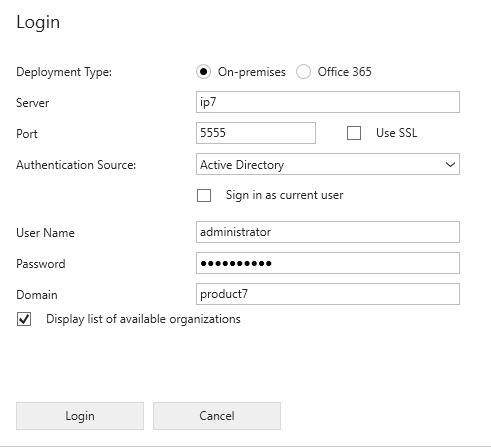 Login
Deployment Type: On-premises Office 365
Server ip7
Port 5555 Use SSL
Authentication Source: Active Directory
Sign in as current user
User Name administrator
Password ●●●●●●●●●●
Domain product7
Display list of available organizations
Login Cancel